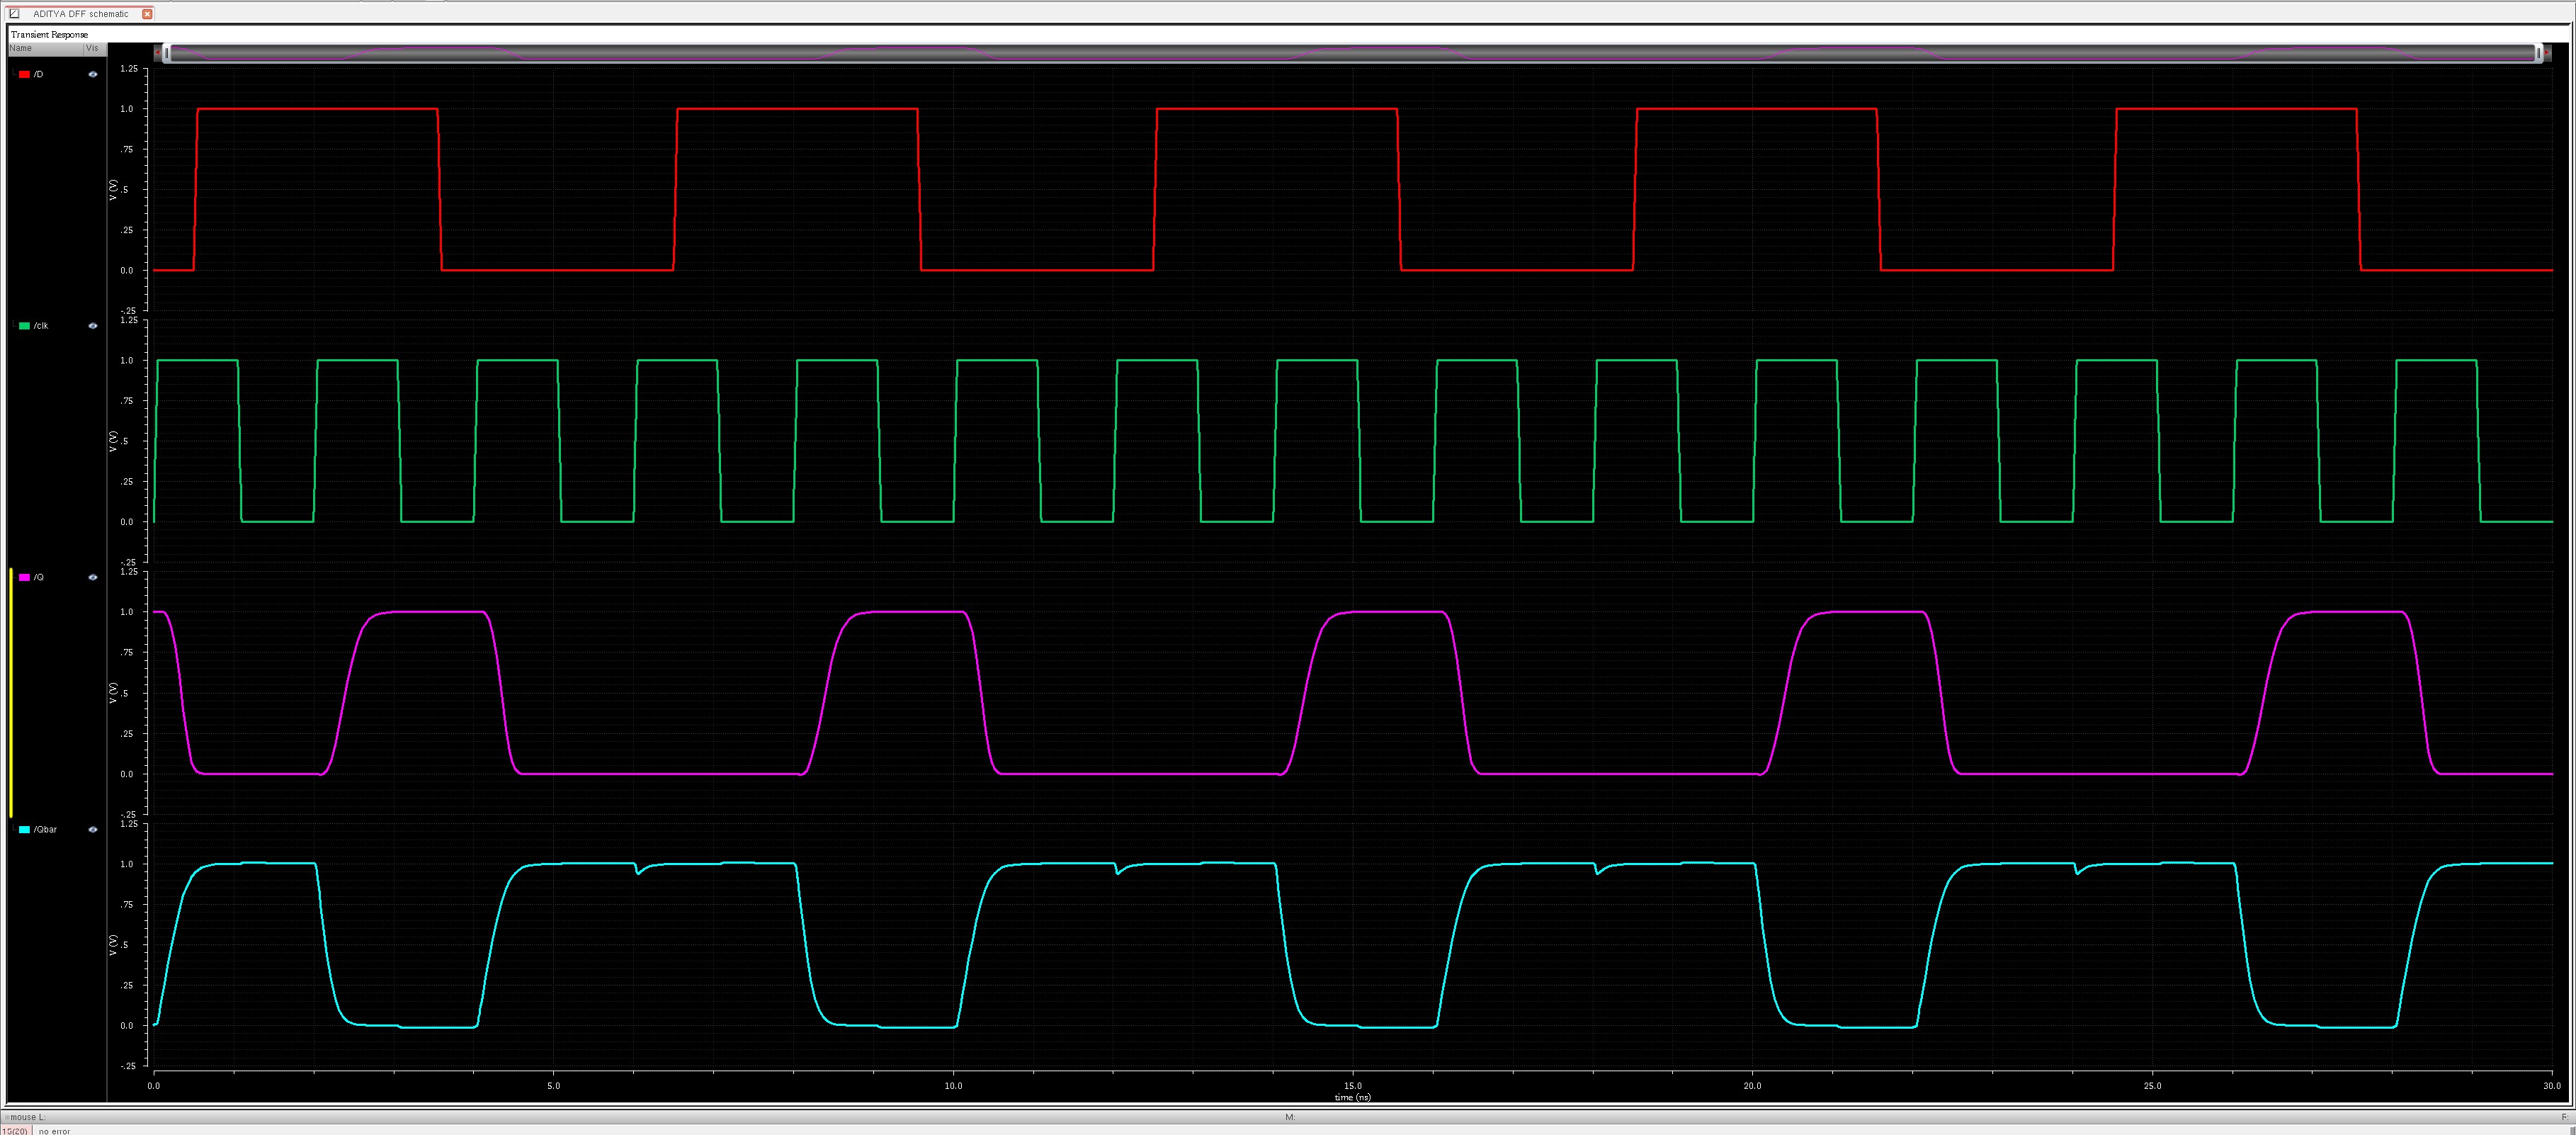 ADITYA DFF schematic
Transient Response
Name Vis
/D
1.25
1.0
.75
.5
.25
0.0
-.25
V (V)
/clk
1.25
1.0
.75
.5
.25
0.0
-.25
V (V)
/Q
1.25
1.0
.75
.5
.25
0.0
-.25
V (V)
/Qbar
1.25
1.0
.75
.5
.25
0.0
-.25
V (V)
0.0 5.0 10.0 15.0 20.0 25.0 30.0
time (ns)
mouse L: M: F:
15(20) no error